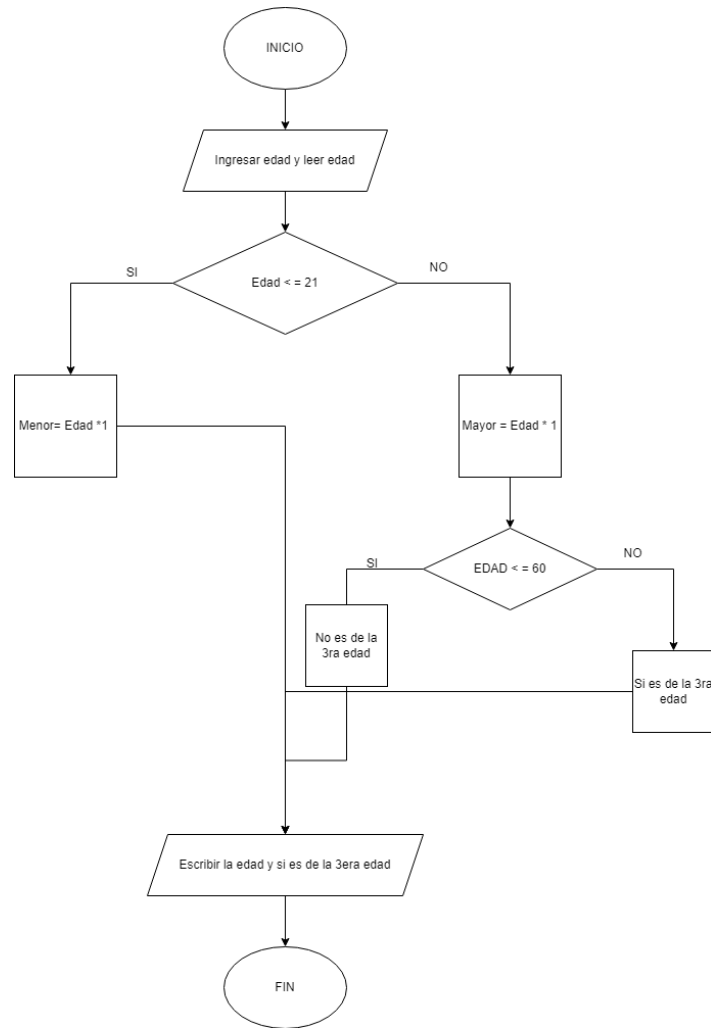 INICIO
Ingresar edad y leer edad
SI
NO
Edad < = 21
Menor= Edad *1
Mayor = Edad * 1
SI
NO
EDAD < = 60
No es de la
3ra edad
Si es de la 3ra
edad
Escribir la edad y si es de la 3era edad
FIN